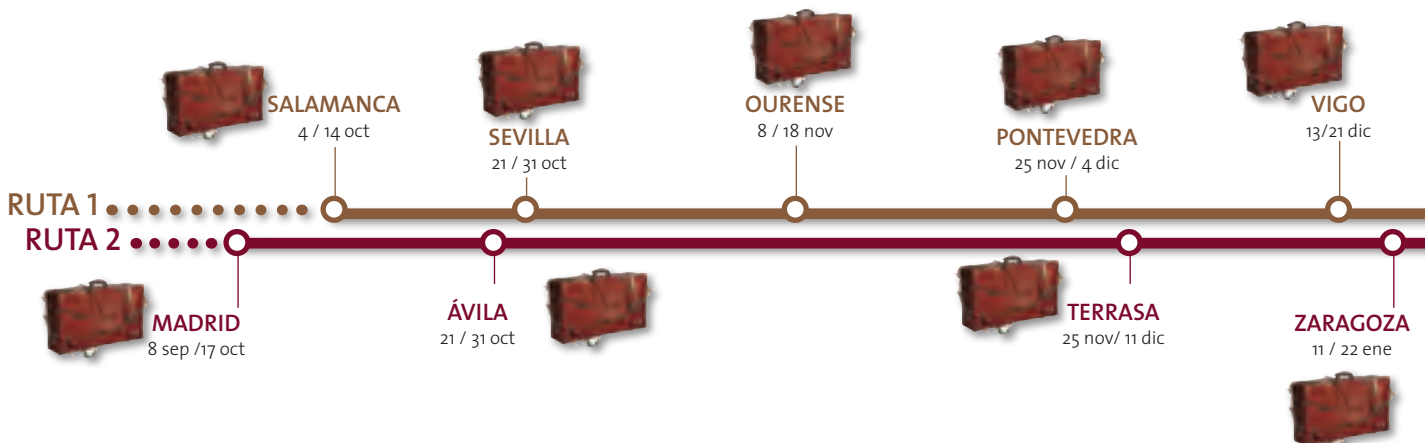 SALAMANCA
4 / 14 oct
SEVILLA
21 / 31 oct
OURENSE
8 / 18 nov
PONTEVEDRA
25 nov / 4 dic
VIGO
13/21 dic
RUTA 1
RUTA 2
MADRID
8 sep /17 oct
ÁVILA
21 / 31 oct
TERRASA
25 nov/ 11 dic
ZARAGOZA
11 / 22 ene